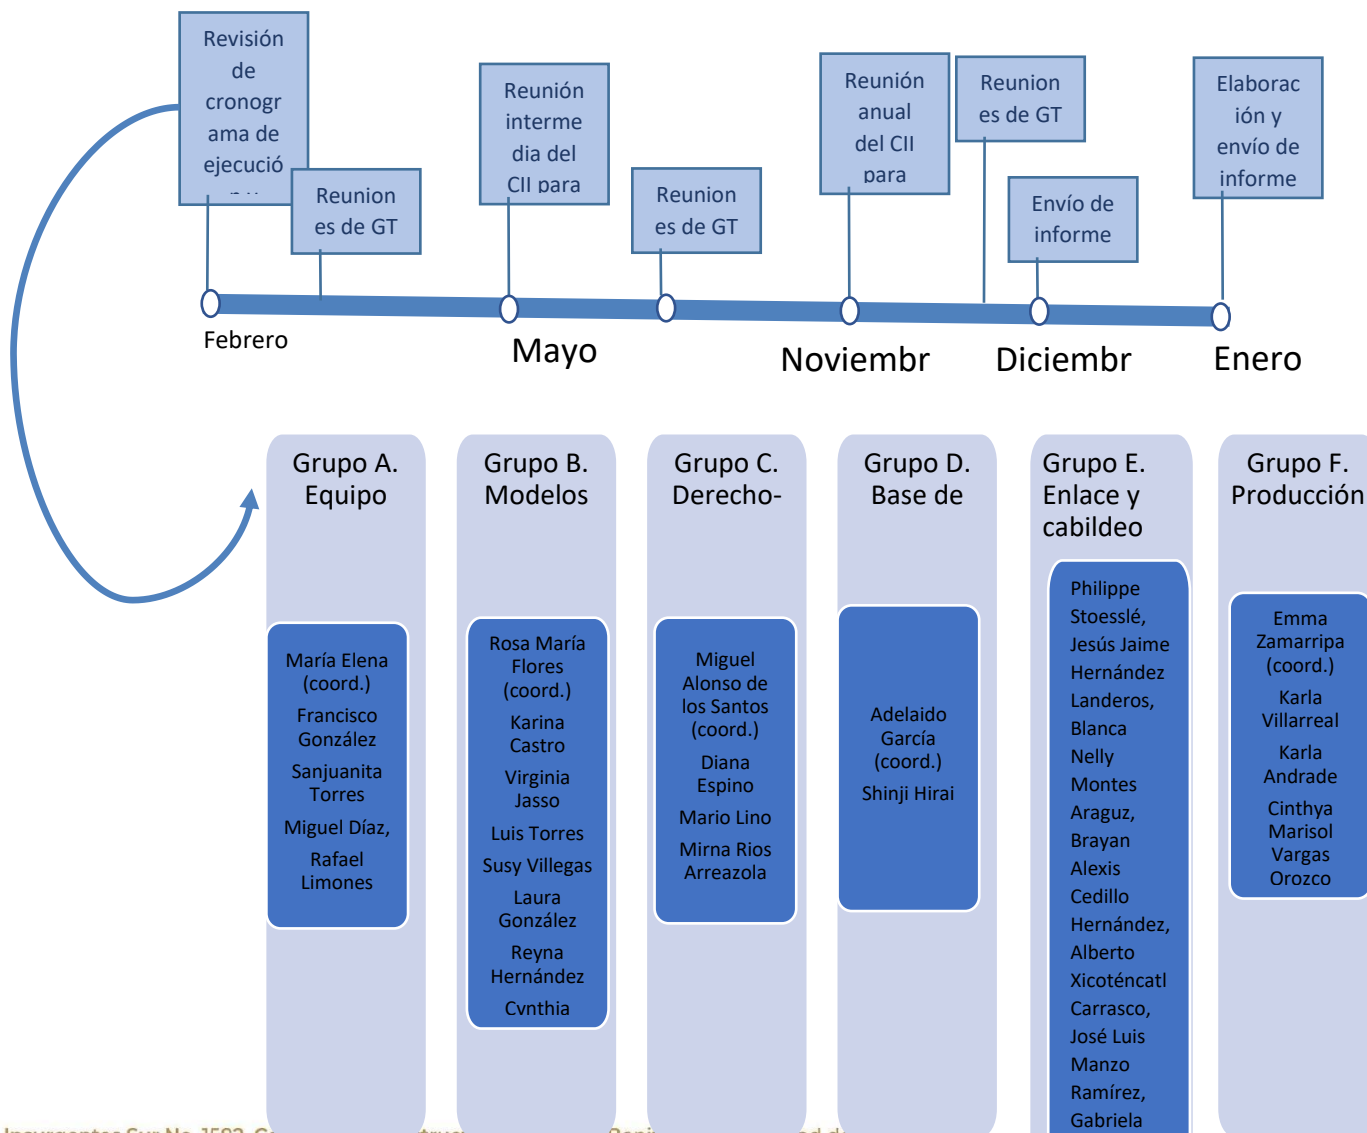 Revisión
de
cronogr
ama de
ejecució
Reunion
es de GT
Reunión
interme
dia del
CII para
Reunion
es de GT
Reunión
anual
del CII
para
Reunion
es de GT
Envío de
informe
Elaborac
ión y
envío de
informe
Febrero
Mayo
Noviembr
Diciembr
Enero
Grupo A.
Equipo
María Elena
(coord.)
Francisco
González
Sanjuanita
Torres
Miguel Díaz,
Rafael
Limones
Grupo B.
Modelos
Rosa María
Flores
(coord.)
Karina
Castro
Virginia
Jasso
Luis Torres
Susy Villegas
Laura
González
Reyna
Hernández
Cynthia
Grupo C.
Derecho-
Miguel
Alonso de
los Santos
(coord.)
Diana
Espino
Mario Lino
Mirna Rios
Arreazola
Grupo D.
Base de
Adelaido
García
(coord.)
Shinji Hirai
Grupo E.
Enlace y
cabildeo
Philippe
Stoesslé,
Jesús Jaime
Hernández
Landeros,
Blanca
Nelly
Montes
Araguz,
Brayan
Alexis
Cedillo
Hernández,
Alberto
Xicoténcatl
Carrasco,
José Luis
Manzo
Ramírez,
Gabriela
Grupo F.
Producción
Emma
Zamarripa
(coord.)
Karla
Villarreal
Karla
Andrade
Cinthya
Marisol
Vargas
Orozco
Insurgentes Sur No. 1582, C